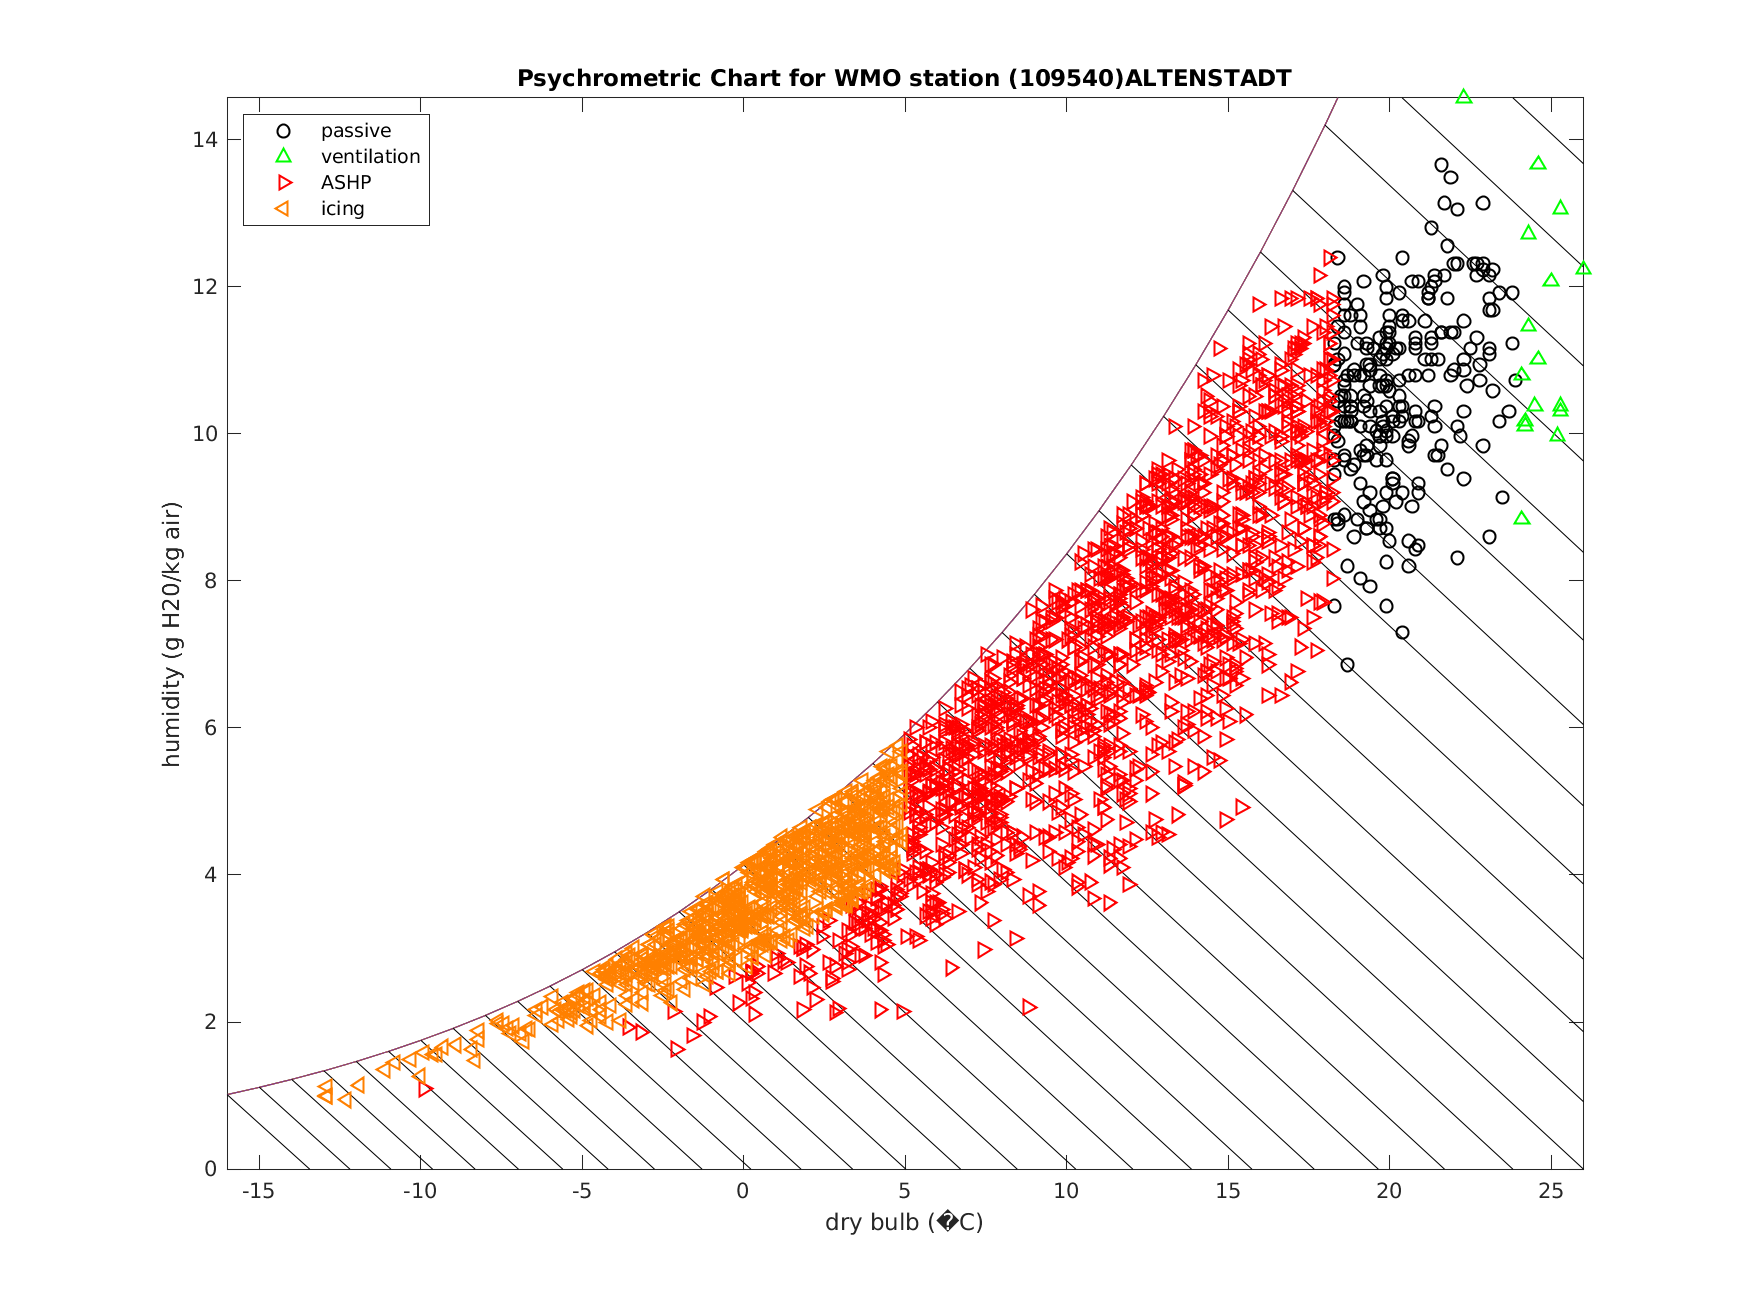 Psychrometric Chart for WMO station (109540)ALTENSTADT
passive
ventilation
ASHP
icing
14
12
10
8
6
4
2
0
humidity (g H20/kg air)
-15 -10 -5 0 5 10 15 20 25
dry bulb (�C)